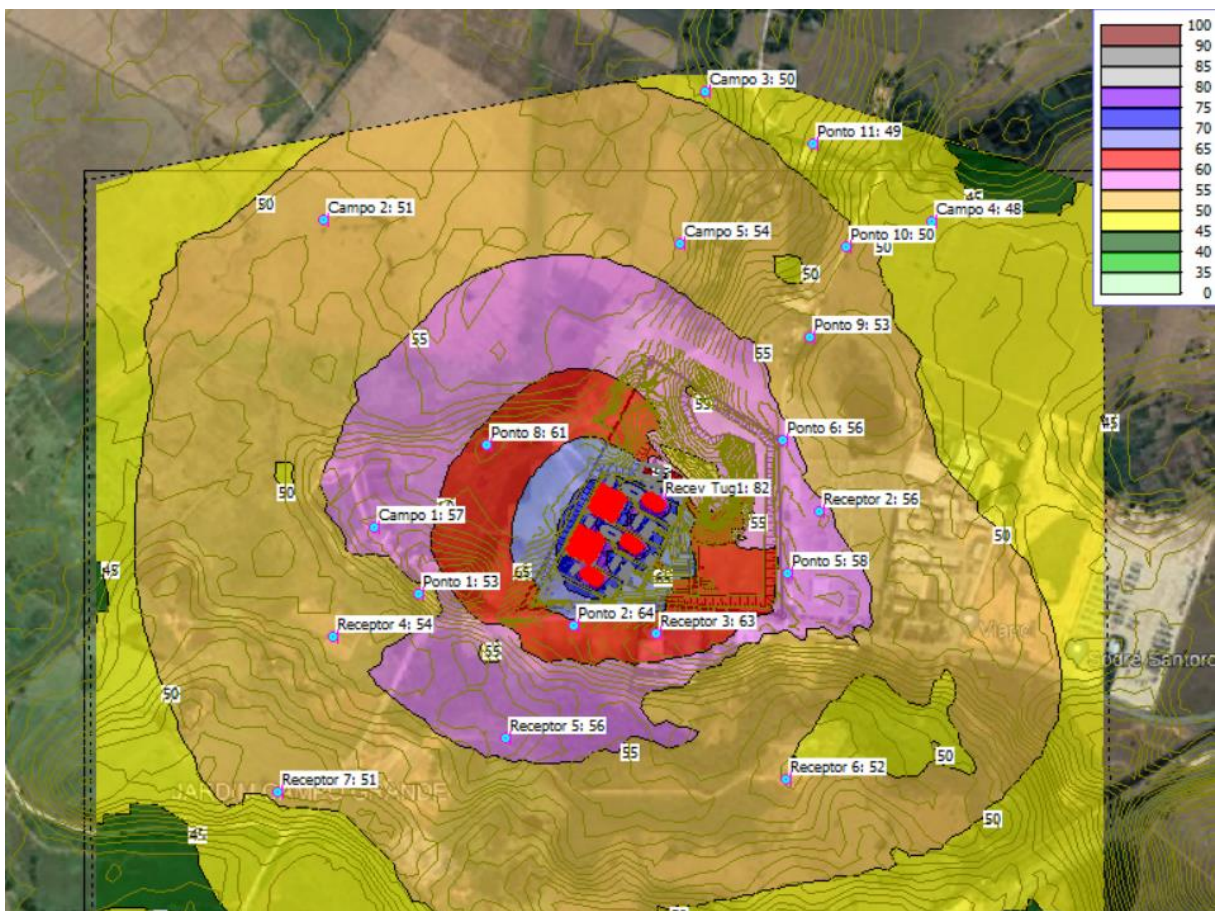 100
90
85
80
75
70
65
60
55
50
45
40
35
0
Campo 3: 50
Ponto 11: 49
45
Campo 2: 51
50
Campo 4: 48
Campo 5: 54
Ponto 10: 50
50
50
Ponto 9: 53
55
55
55
45
Ponto 8: 61
Ponto 6: 56
50
Recev Tug1: 82
Receptor 2: 56
55
Campo 1: 57
50
45
65
Ponto 5: 58
Ponto 1: 53
Ponto 2: 64
Receptor 3: 63
Receptor 4: 54
55
50
Receptor 5: 56
55
50
Receptor 6: 52
Receptor 7: 51
JARDIM CAMPO GRANDE
45
50
50